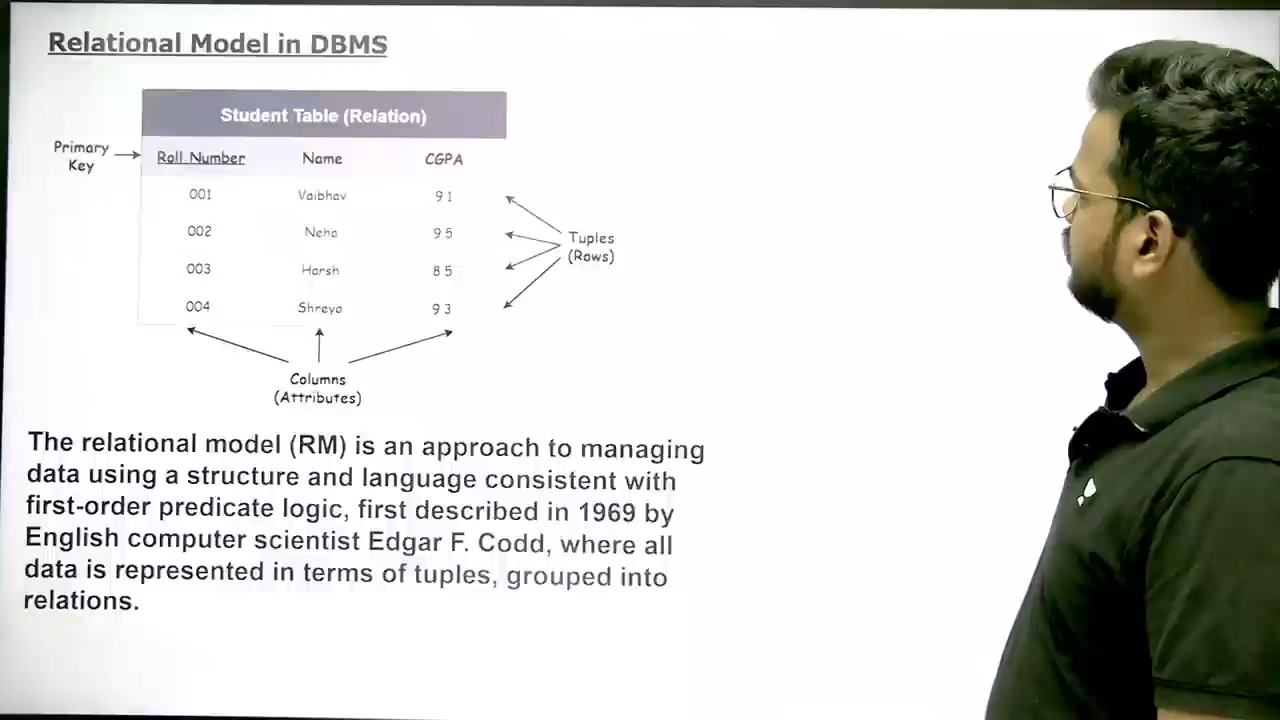 Relational Model in DBMS
Student Table (Relation)
Primary
Key
Roll Number Name CGPA
001 Vaibhav 9.1
002 Neha 9.5
003 Harsh 8.5
004 Shreya 9.3
Tuples
(Rows)
Columns
(Attributes)
The relational model (RM) is an approach to managing
data using a structure and language consistent with
first-order predicate logic, first described in 1969 by
English computer scientist Edgar F. Codd, where all
data is represented in terms of tuples, grouped into
relations.